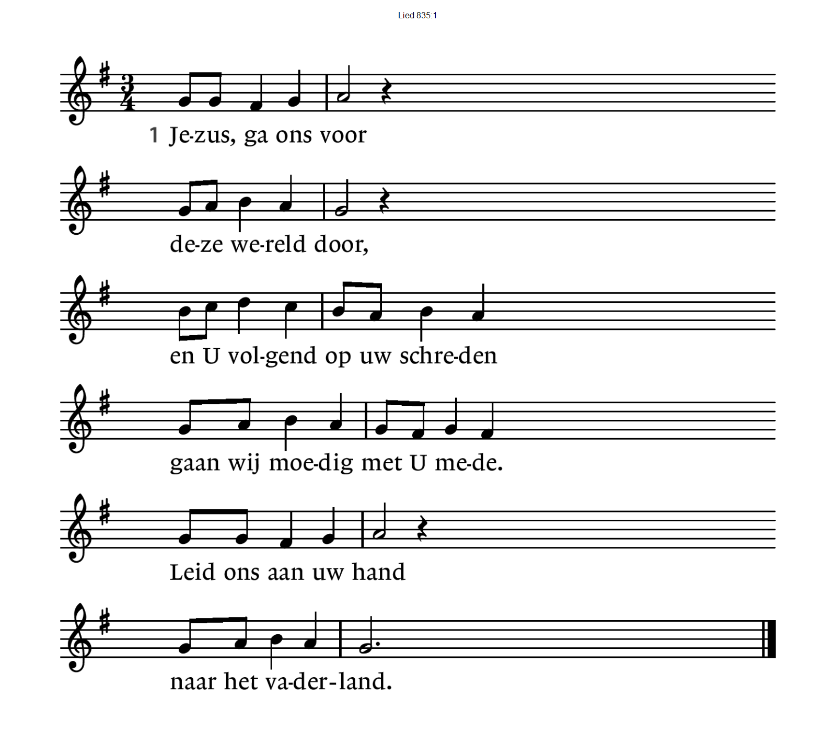 Lied 835 1
1 Je-zus, ga ons voor
de-ze we-reld door,
en U vol-gend op uw schre-den
gaan wij moe-dig met U me-de.
Leid ons aan uw hand
naar het va-der-land.